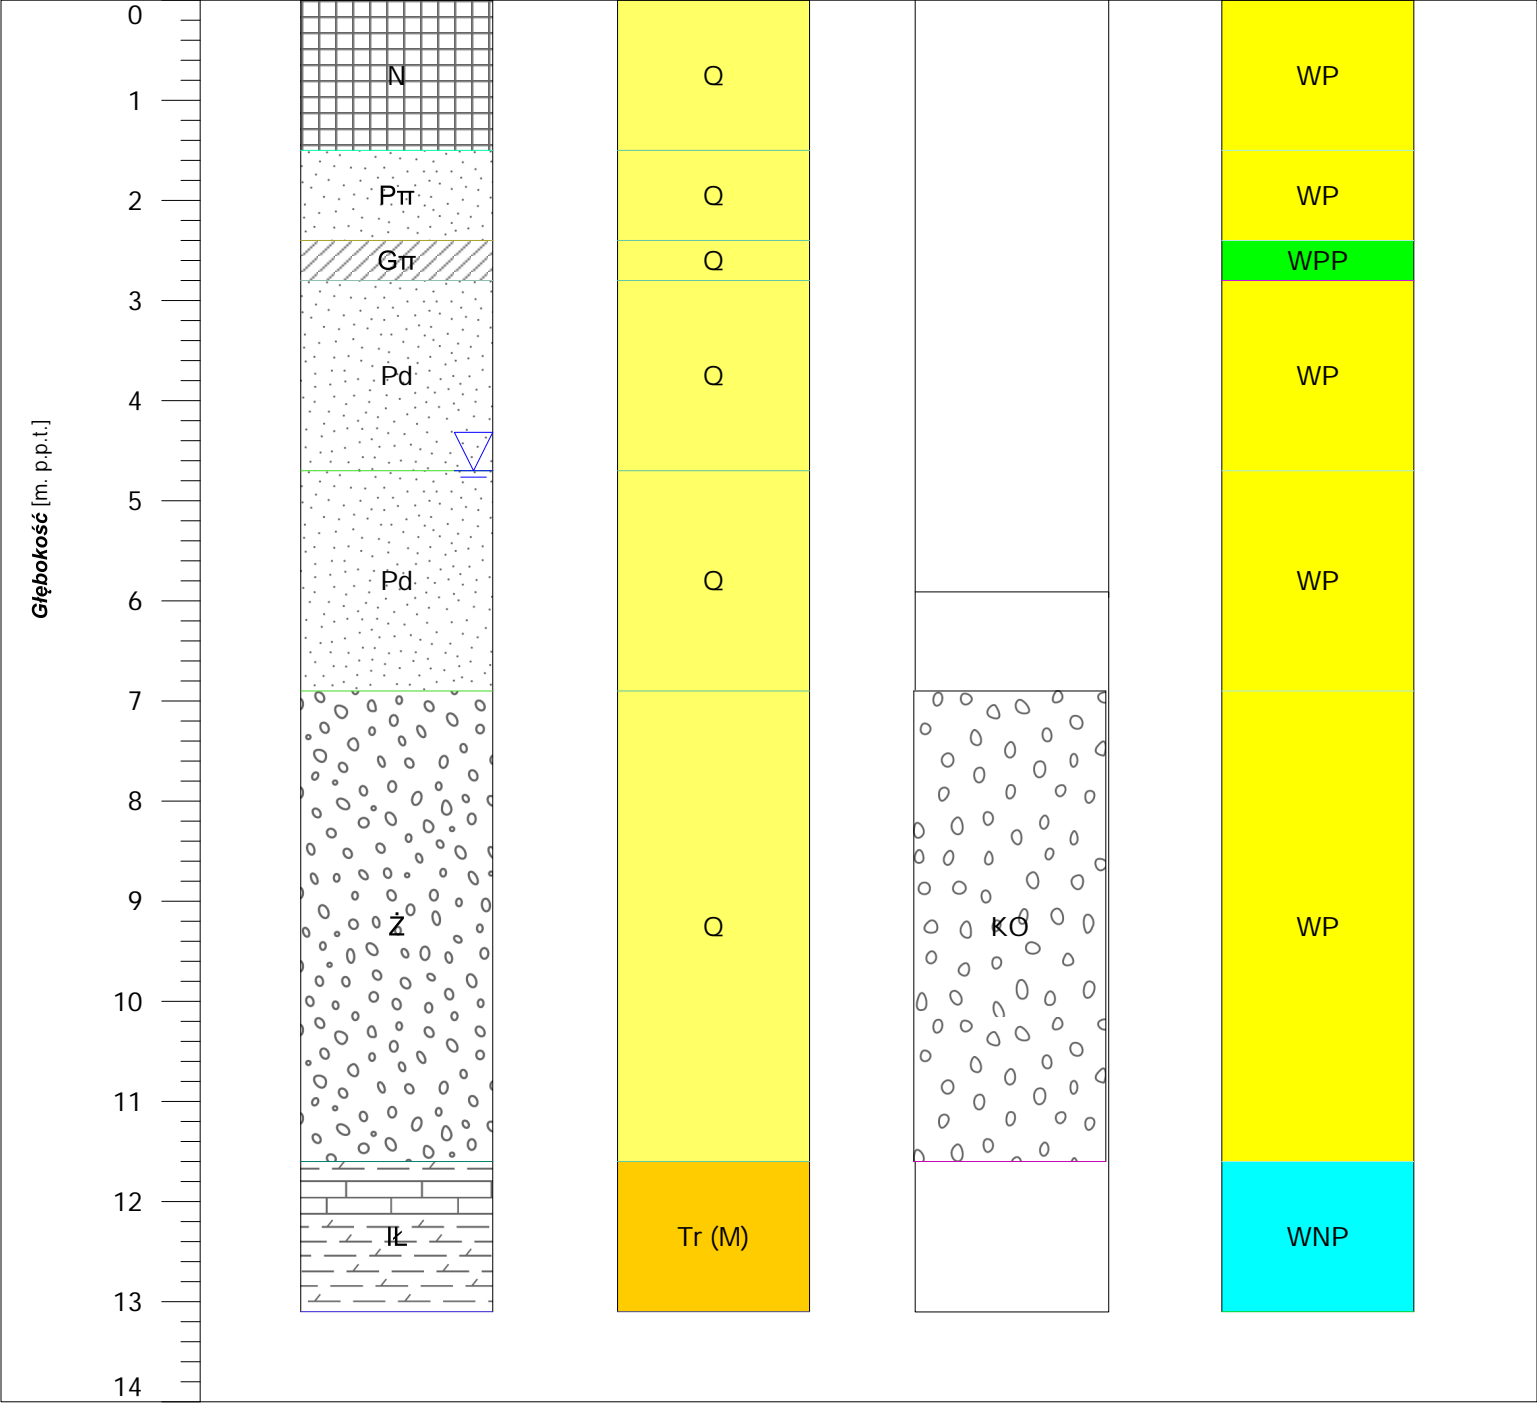 Głębokość [m. p.p.t.]
0
N Q WP
1
Pπ Q WP
2
Gπ Q WPP
3
Pd Q WP
4
5
Pd Q WP
6
7
8
9
Ż Q KO WP
10
11
12
IŁ Tr (M) WNP
13
14